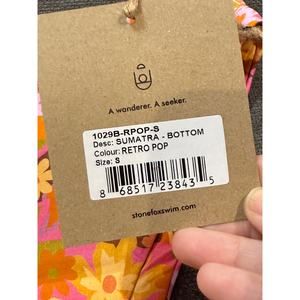 A wanderer. A seeker.
1029B-RPOP-S
Desc: SUMATRA - BOTTOM
Colour: RETRO POP
Size: S
8 68517 23843 5
stonefoxswim.com